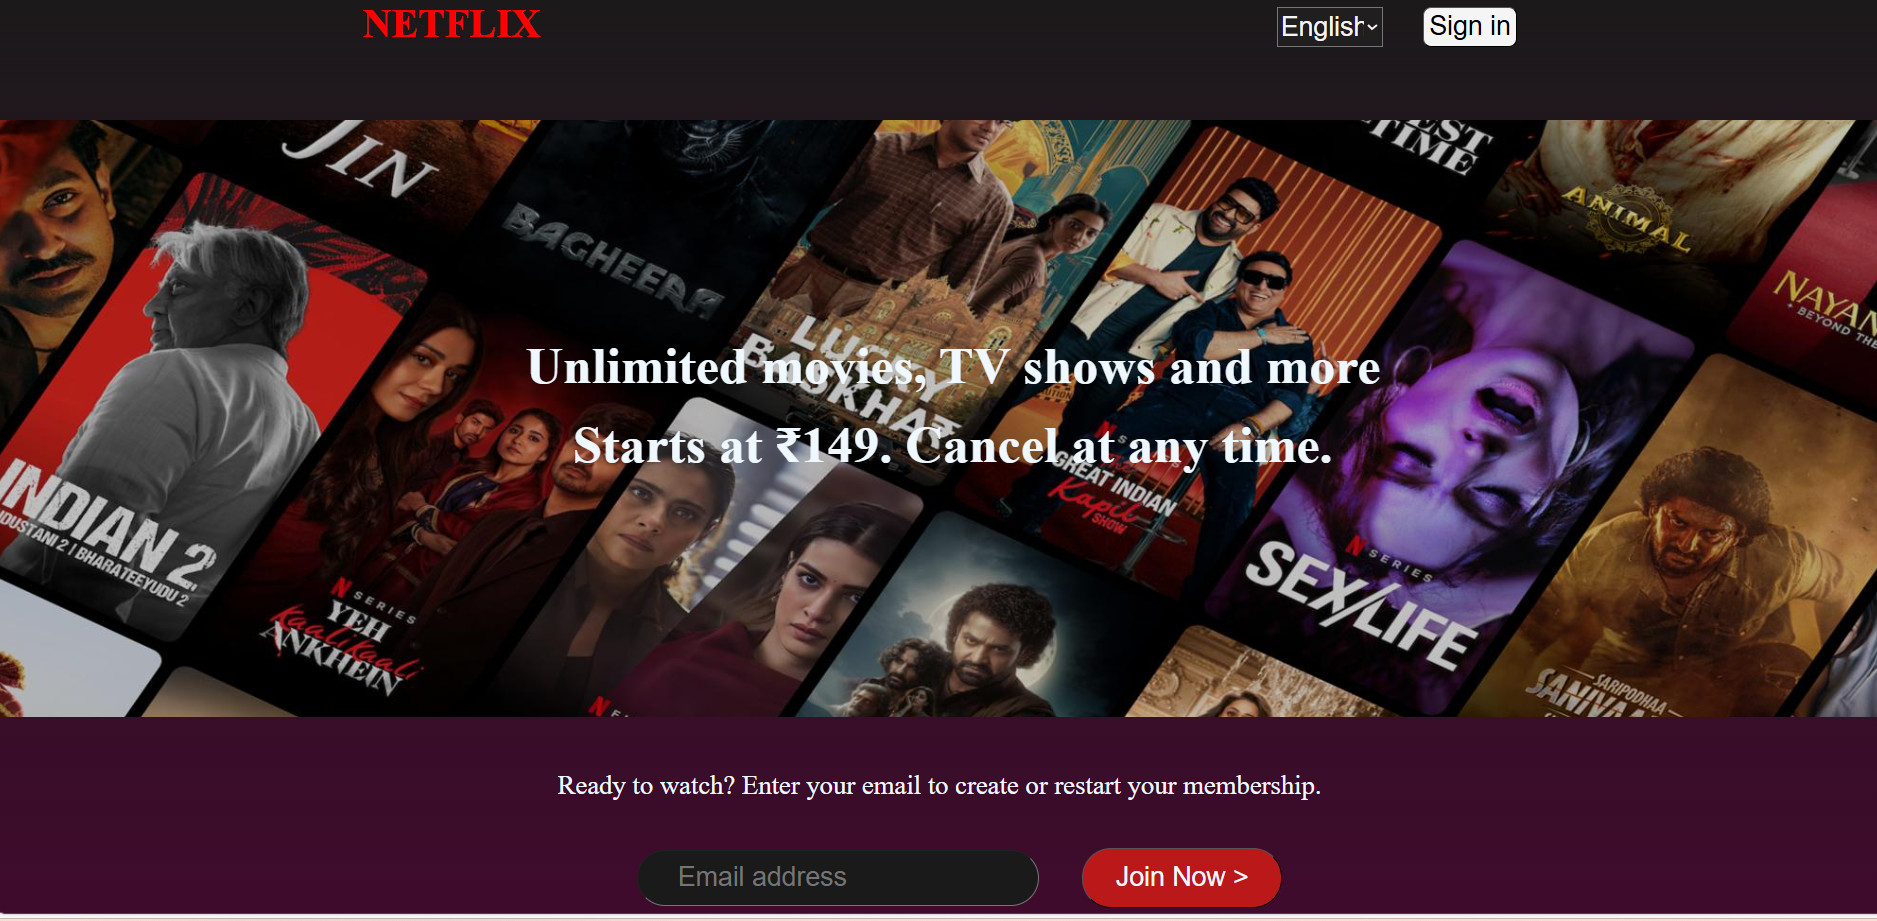 NETFLIX
English
Sign in
JIN
BAGHEERA
EST
TIME
ANIMAL
NAYAN
BEYOND THE
LUCKY
BASKHAR
Unlimited movies, TV shows and more
Starts at ₹149. Cancel at any time.
N SERIES
GREAT INDIAN
Kapil
SHOW
INDIAN 2
DUSTANI 2 | BHARATEEYUDU 2
N SERIES
YEH
Kaali Kaali
ANKHEIN
N SERIES
SEX/LIFE
SARIPODHAA
N
Ready to watch? Enter your email to create or restart your membership.
Email address
Join Now >